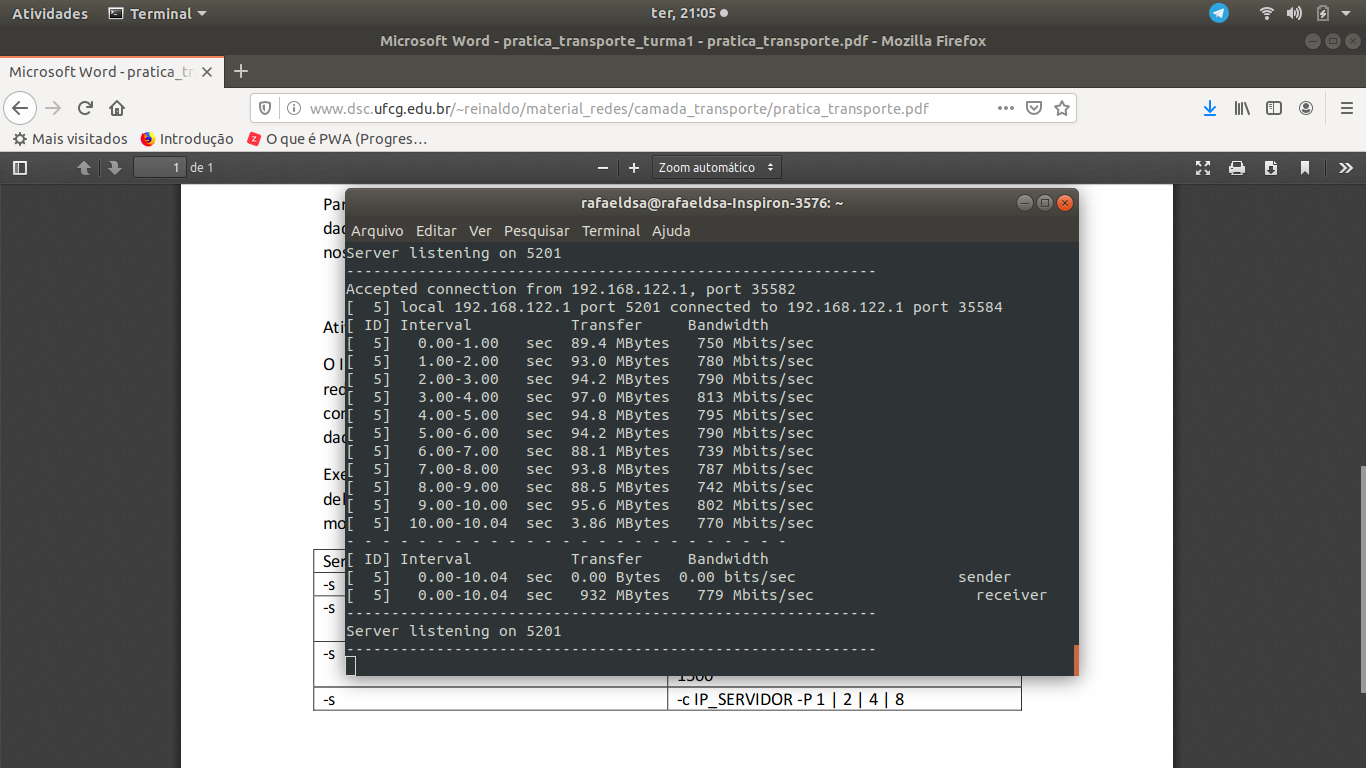 Atividades Terminal ter, 21:05
Microsoft Word - pratica_transporte_turma1 - pratica_transporte.pdf - Mozilla Firefox
Microsoft Word - pratica_tr
www.dsc.ufcg.edu.br/~reinaldo/material_redes/camada_transporte/pratica_transporte.pdf
Mais visitados Introdução O que é PWA (Progres…
1 de 1 Zoom automático
Par
dad
nos
rafaeldsa@rafaeldsa-Inspiron-3576: ~
Arquivo Editar Ver Pesquisar Terminal Ajuda
Server listening on 5201
-----------------------------------------------------------
Accepted connection from 192.168.122.1, port 35582
[  5] local 192.168.122.1 port 5201 connected to 192.168.122.1 port 35584
[ ID] Interval           Transfer     Bandwidth
[  5]   0.00-1.00   sec  89.4 MBytes   750 Mbits/sec
[  5]   1.00-2.00   sec  93.0 MBytes   780 Mbits/sec
[  5]   2.00-3.00   sec  94.2 MBytes   790 Mbits/sec
[  5]   3.00-4.00   sec  97.0 MBytes   813 Mbits/sec
[  5]   4.00-5.00   sec  94.8 MBytes   795 Mbits/sec
[  5]   5.00-6.00   sec  94.2 MBytes   790 Mbits/sec
[  5]   6.00-7.00   sec  88.1 MBytes   739 Mbits/sec
[  5]   7.00-8.00   sec  93.8 MBytes   787 Mbits/sec
[  5]   8.00-9.00   sec  88.5 MBytes   742 Mbits/sec
[  5]   9.00-10.00  sec  95.6 MBytes   802 Mbits/sec
[  5]  10.00-10.04  sec  3.86 MBytes   770 Mbits/sec
- - - - - - - - - - - - - - - - - - - - - - - - -
[ ID] Interval           Transfer     Bandwidth
[  5]   0.00-10.04  sec  0.00 Bytes  0.00 bits/sec                  sender
[  5]   0.00-10.04  sec   932 MBytes   779 Mbits/sec                  receiver
-----------------------------------------------------------
Server listening on 5201
-----------------------------------------------------------
Ati
O l
red
con
dad
Exe
del
mo
Ser
-s
-s
-s
1500
-s -c IP_SERVIDOR -P 1 | 2 | 4 | 8